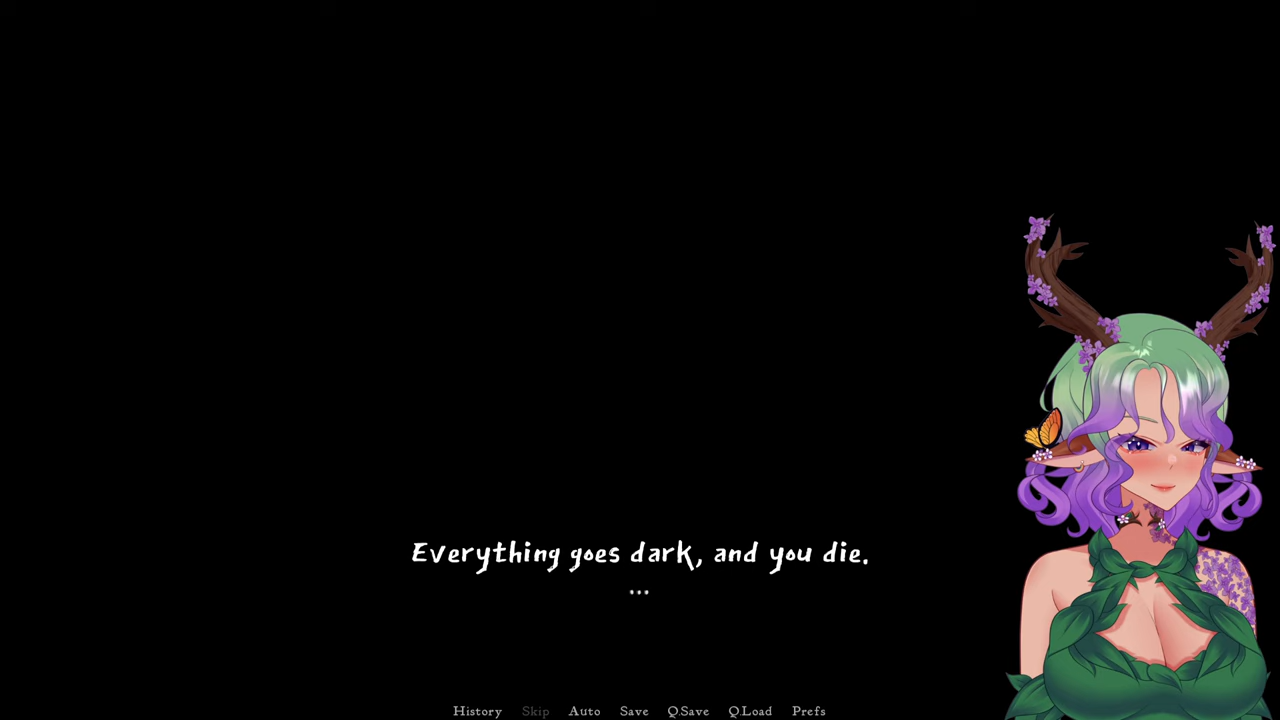 Everything goes dark, and you die.
...
History Skip Auto Save Q.Save Q.Load Prefs